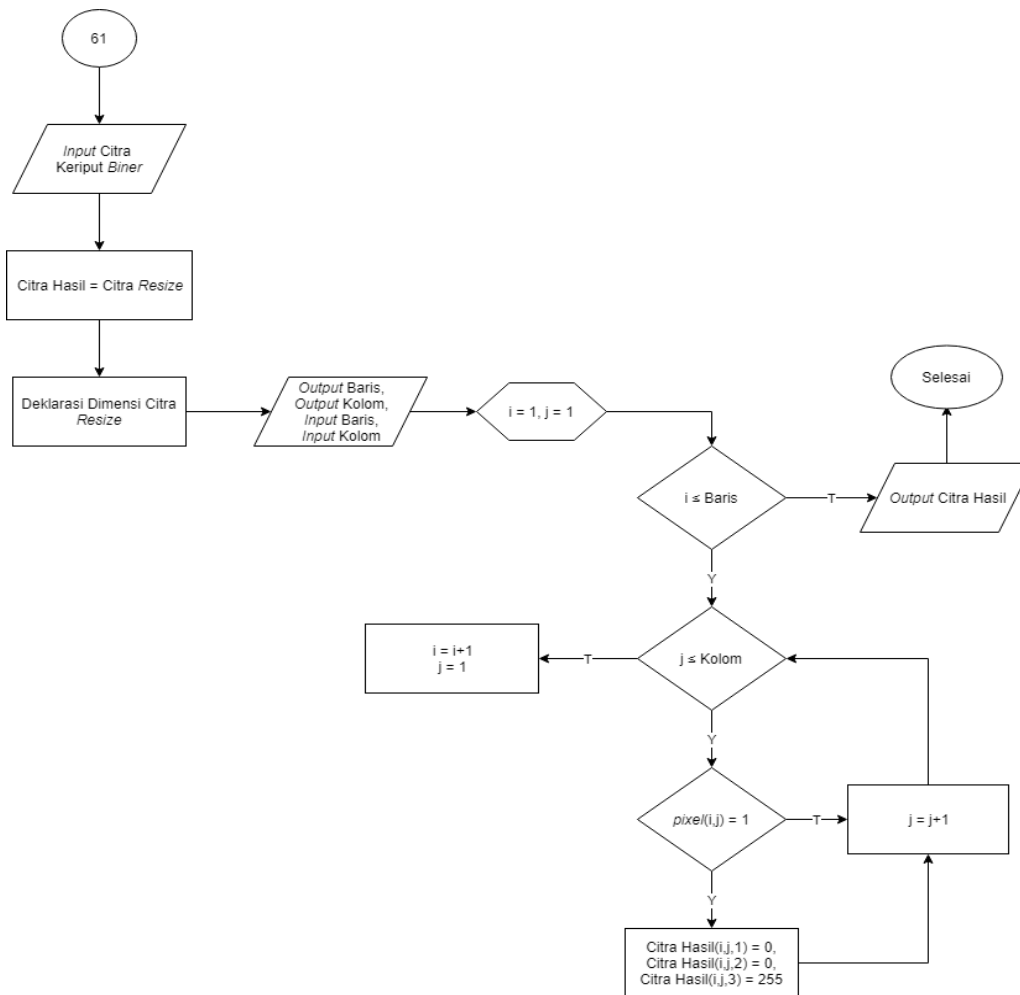 61
Input Citra
Keriput Biner
Citra Hasil = Citra Resize
Deklarasi Dimensi Citra
Resize
Output Baris,
Output Kolom,
Input Baris,
Input Kolom
i = 1, j = 1
i ≤ Baris
T
Output Citra Hasil
Selesai
Y
j ≤ Kolom
T
i = i+1
j = 1
Y
pixel(i,j) = 1
T
j = j+1
Y
Citra Hasil(i,j,1) = 0,
Citra Hasil(i,j,2) = 0,
Citra Hasil(i,j,3) = 255